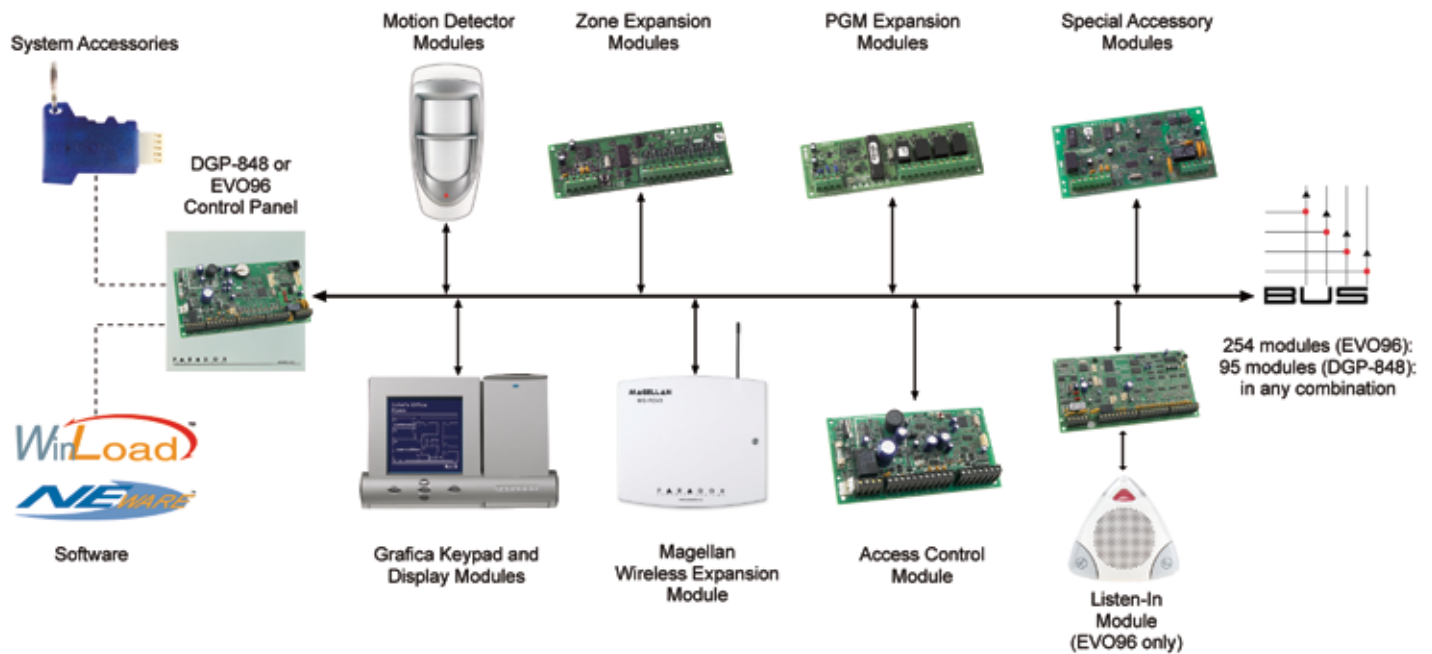 System Accessories
Motion Detector
Modules
Zone Expansion
Modules
PGM Expansion
Modules
Special Accessory
Modules
DGP-848 or
EVO96
Control Panel
PARADOX
BUS
254 modules (EVO96):
95 modules (DGP-848):
in any combination
MAGELLAN
PARADOX
WinLoad™
NEWARE
Software
Grafica Keypad and
Display Modules
Magellan
Wireless Expansion
Module
Access Control
Module
Listen-In
Module
(EVO96 only)